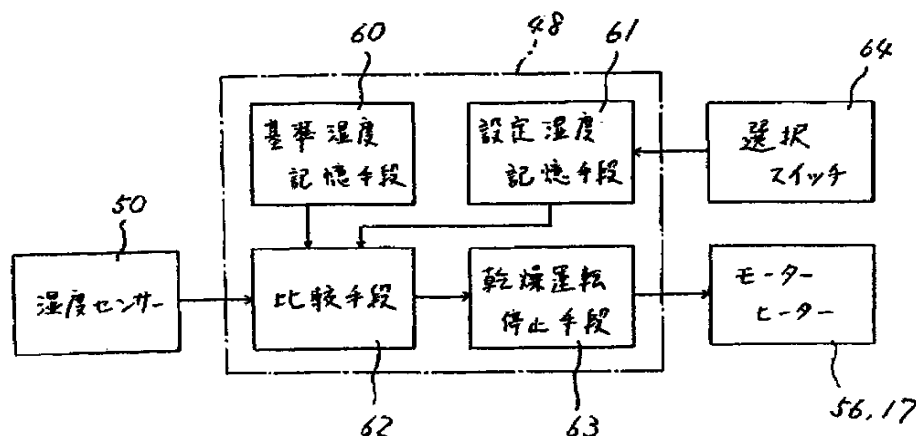 60
48
61
64
基準湿度
記憶手段
設定湿度
記憶手段
選択
スイッチ
50
湿度センサー
比較手段
乾燥運転
停止手段
モーター
ヒーター
62
63
56,17